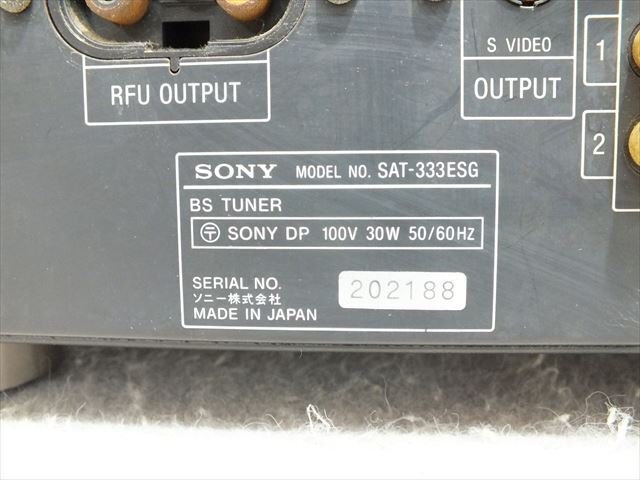 RFU OUTPUT
S VIDEO
OUTPUT
1
2
SONY MODEL NO. SAT-333ESG
BS TUNER
〒 SONY DP 100V 30W 50/60Hz
SERIAL NO. 202188
ソニー株式会社
MADE IN JAPAN